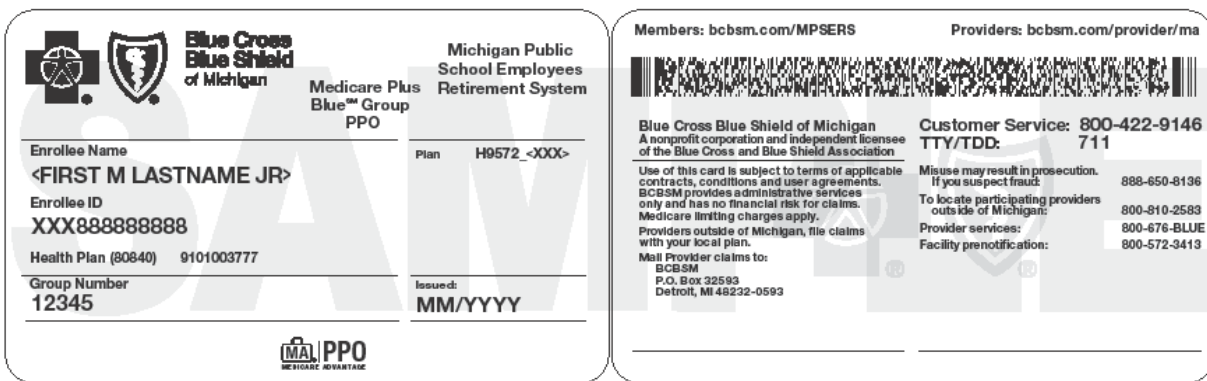 Blue Cross
Blue Shield
of Michigan
Medicare Plus
Blue℠ Group
PPO
Michigan Public
School Employees
Retirement System
Enrollee Name
<FIRST M LASTNAME JR>
Enrollee ID
XXX888888888
Health Plan (80840) 9101003777
Plan H9572_<XXX>
Group Number
12345
Issued:
MM/YYYY
MA PPO
MEDICARE ADVANTAGE
Members: bcbsm.com/MPSERS
Providers: bcbsm.com/provider/ma
Blue Cross Blue Shield of Michigan
A nonprofit corporation and independent licensee
of the Blue Cross and Blue Shield Association
Use of this card is subject to terms of applicable
contracts, conditions and user agreements.
BCBSM provides administrative services
only and has no financial risk for claims.
Medicare limiting charges apply.
Providers outside of Michigan, file claims
with your local plan.
Mail Provider claims to:
BCBSM
P.O. Box 32593
Detroit, MI 48232-0593
Customer Service: 800-422-9146
TTY/TDD: 711
Misuse may result in prosecution.
If you suspect fraud: 888-650-8136
To locate participating providers
outside of Michigan: 800-810-2583
Provider services: 800-676-BLUE
Facility prenotification: 800-572-3413
SAMPLE